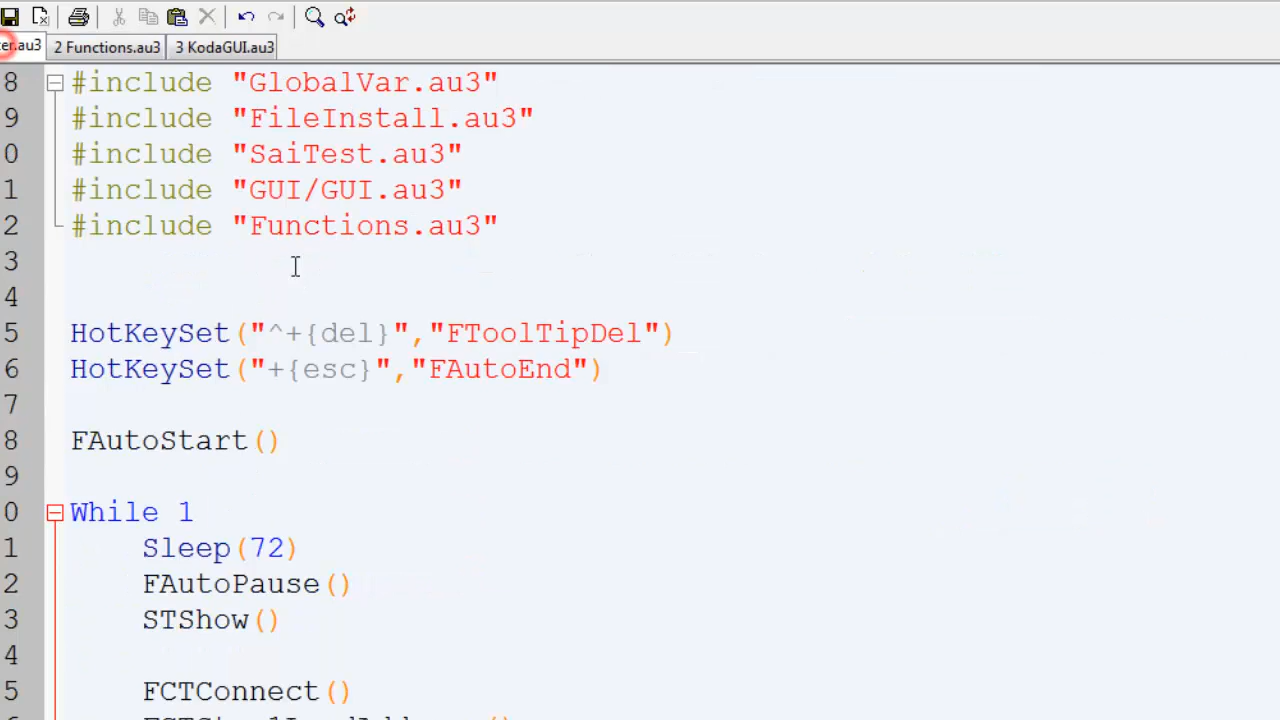 er.au3 2 Functions.au3 3 KodaGUI.au3
8 #include "GlobalVar.au3"
9 #include "FileInstall.au3"
0 #include "SaiTest.au3"
1 #include "GUI/GUI.au3"
2 #include "Functions.au3"
3
4
5 HotKeySet("^+{del}","FToolTipDel")
6 HotKeySet("+{esc}","FAutoEnd")
7
8 FAutoStart()
9
0 While 1
1 Sleep(72)
2 FAutoPause()
3 STShow()
4
5 FCTConnect()